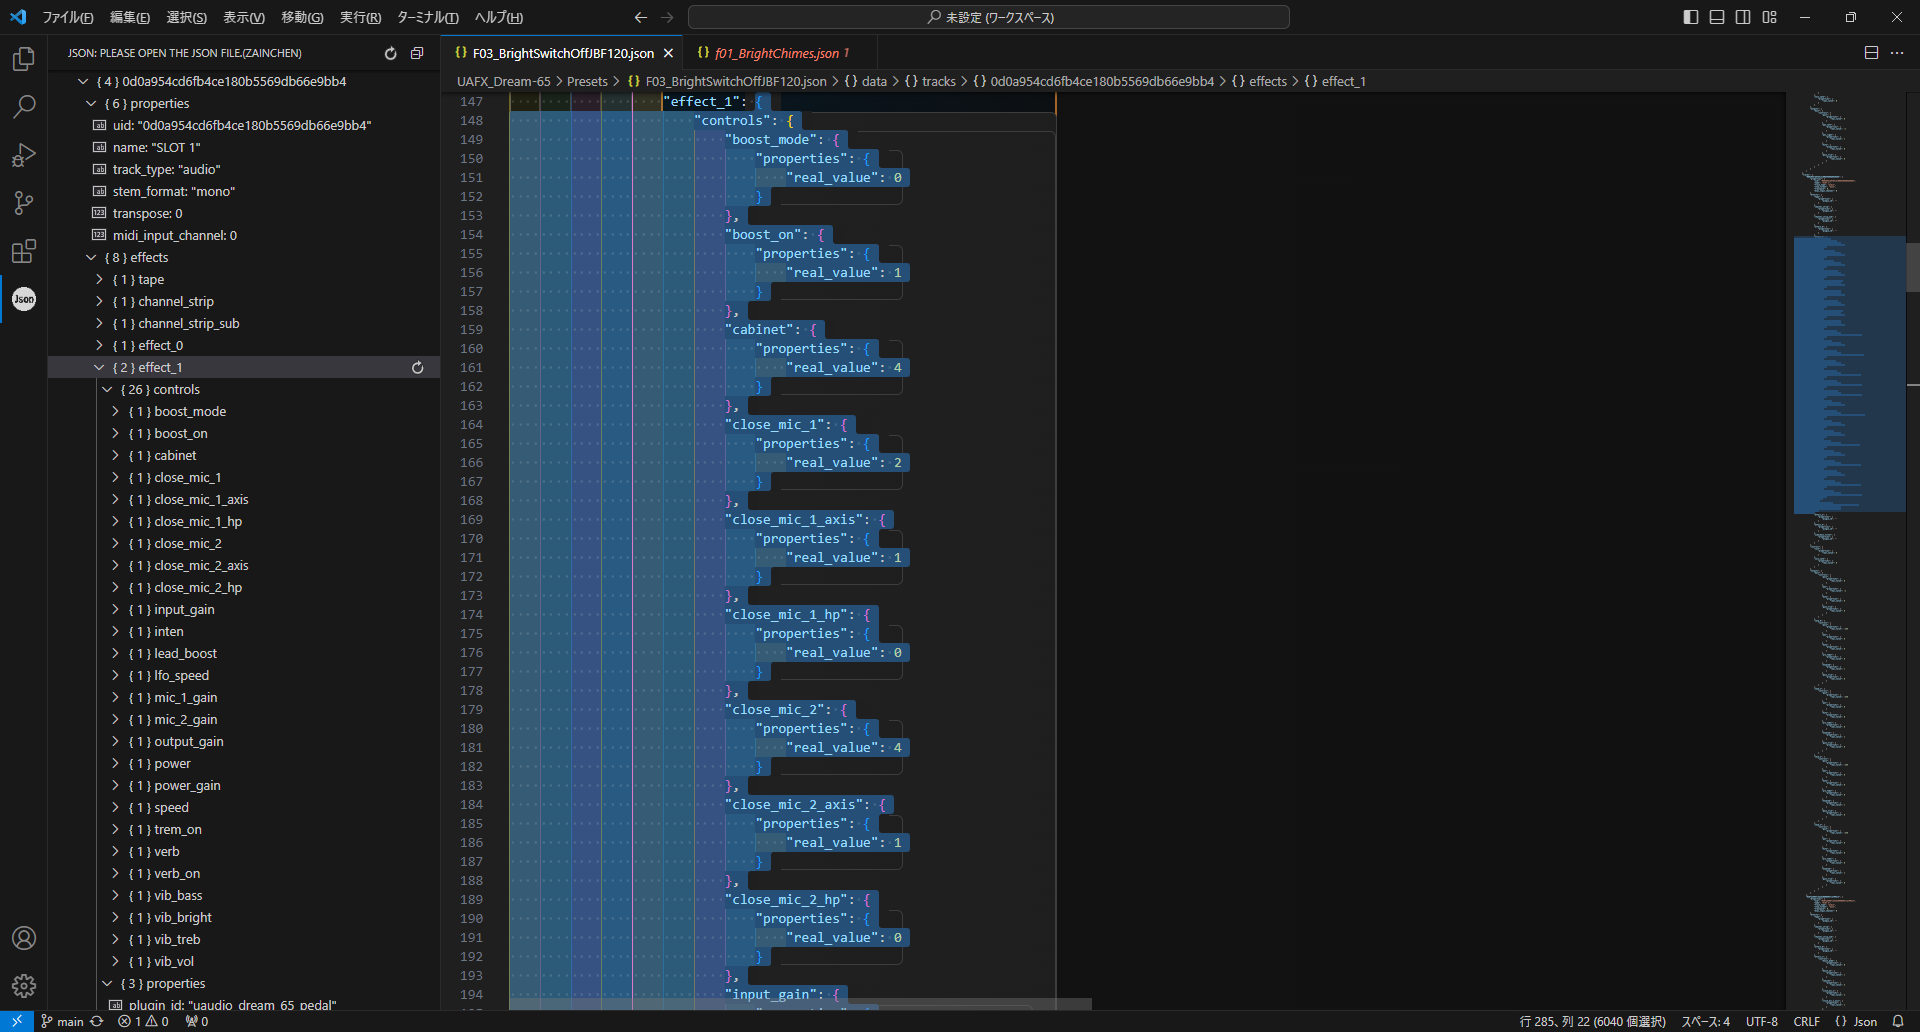 ファイル(F) 編集(E) 選択(S) 表示(V) 移動(G) 実行(R) ターミナル(T) ヘルプ(H)
未設定 (ワークスペース)
JSON: PLEASE OPEN THE JSON FILE.(ZAINCHEN)
{ 4 } 0d0a954cd6fb4ce180b5569db66e9bb4
{ 6 } properties
uid: "0d0a954cd6fb4ce180b5569db66e9bb4"
name: "SLOT 1"
track_type: "audio"
stem_format: "mono"
transpose: 0
midi_input_channel: 0
{ 8 } effects
{ 1 } tape
{ 1 } channel_strip
{ 1 } channel_strip_sub
{ 1 } effect_0
{ 2 } effect_1
{ 26 } controls
{ 1 } boost_mode
{ 1 } boost_on
{ 1 } cabinet
{ 1 } close_mic_1
{ 1 } close_mic_1_axis
{ 1 } close_mic_1_hp
{ 1 } close_mic_2
{ 1 } close_mic_2_axis
{ 1 } close_mic_2_hp
{ 1 } input_gain
{ 1 } inten
{ 1 } lead_boost
{ 1 } lfo_speed
{ 1 } mic_1_gain
{ 1 } mic_2_gain
{ 1 } output_gain
{ 1 } power
{ 1 } power_gain
{ 1 } speed
{ 1 } trem_on
{ 1 } verb
{ 1 } verb_on
{ 1 } vib_bass
{ 1 } vib_bright
{ 1 } vib_treb
{ 1 } vib_vol
{ 3 } properties
plugin_id: "uaudio_dream_65_pedal"
{} F03_BrightSwitchOffJBF120.json
{} f01_BrightChimes.json 1
UAFX_Dream-65 > Presets > {} F03_BrightSwitchOffJBF120.json > {} data > {} tracks > {} 0d0a954cd6fb4ce180b5569db66e9bb4 > {} effects > {} effect_1
147 "effect_1": {
148 "controls": {
149 "boost_mode": {
150 "properties": {
151 "real_value": 0
152 }
153 },
154 "boost_on": {
155 "properties": {
156 "real_value": 1
157 }
158 },
159 "cabinet": {
160 "properties": {
161 "real_value": 4
162 }
163 },
164 "close_mic_1": {
165 "properties": {
166 "real_value": 2
167 }
168 },
169 "close_mic_1_axis": {
170 "properties": {
171 "real_value": 1
172 }
173 },
174 "close_mic_1_hp": {
175 "properties": {
176 "real_value": 0
177 }
178 },
179 "close_mic_2": {
180 "properties": {
181 "real_value": 4
182 }
183 },
184 "close_mic_2_axis": {
185 "properties": {
186 "real_value": 1
187 }
188 },
189 "close_mic_2_hp": {
190 "properties": {
191 "real_value": 0
192 }
193 },
194 "input_gain": {
Json
main 1 0 0
行 285、列 22 (6040 個選択) スペース: 4 UTF-8 CRLF {} Json